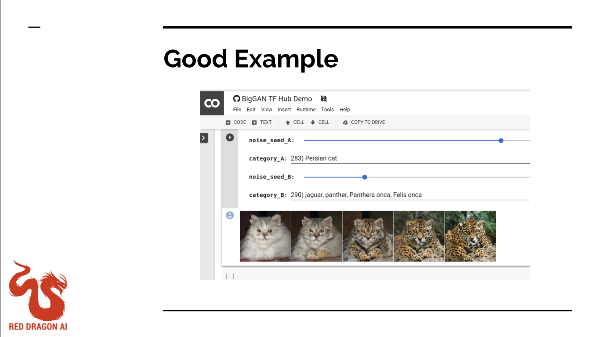 Good Example
CO
BigGAN TF Hub Demo
File Edit View Insert Runtime Tools Help
CODE TEXT CELL CELL COPY TO DRIVE
noise_seed_A:
category_A: 283) Persian cat
noise_seed_B:
category_B: 290) jaguar, panther, Panthera onca, Felis onca
[ ]
RED DRAGON AI